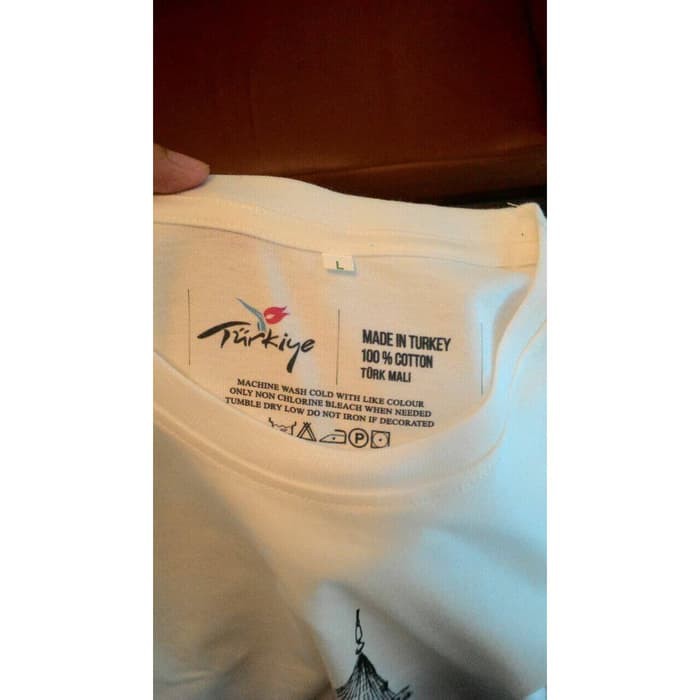 L
Türkiye
MADE IN TURKEY
100 % COTTON
TÜRK MALI
MACHINE WASH COLD WITH LIKE COLOUR
ONLY NON CHLORINE BLEACH WHEN NEEDED
TUMBLE DRY LOW DO NOT IRON IF DECORATED
P